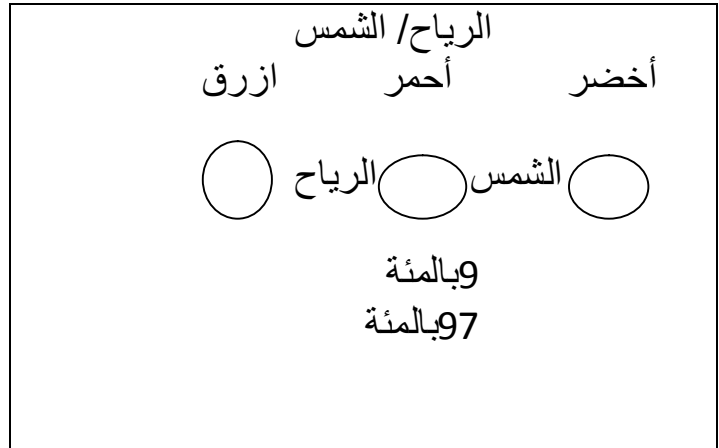 الرياح/ الشمس
أخضر أحمر ازرق
الشمس الرياح
9بالمئة
97بالمئة